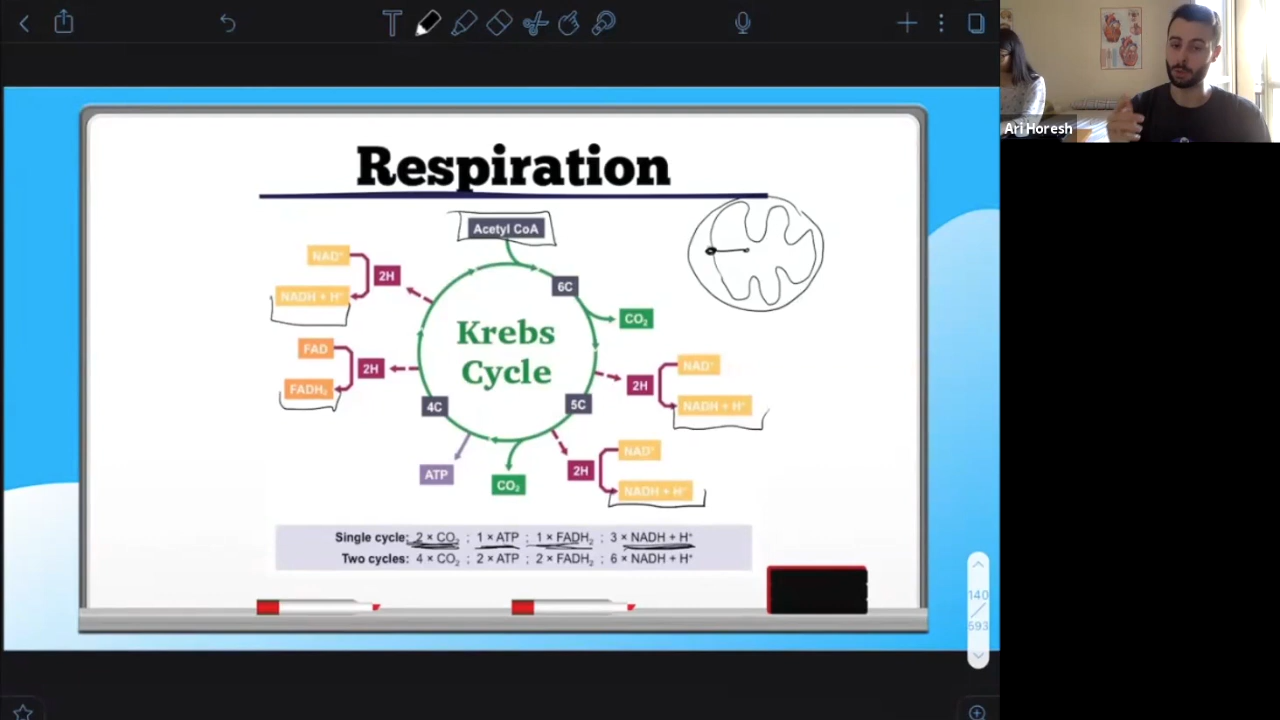 Ari Horesh
Respiration
Acetyl CoA
NAD⁺
2H
NADH + H⁺
6C
CO₂
FAD
2H
FADH₂
Krebs
Cycle
NAD⁺
2H
NADH + H⁺
4C
5C
ATP
CO₂
NAD⁺
2H
NADH + H⁺
Single cycle: 2 × CO₂ ; 1 × ATP ; 1 × FADH₂ ; 3 × NADH + H⁺
Two cycles: 4 × CO₂ ; 2 × ATP ; 2 × FADH₂ ; 6 × NADH + H⁺
140
593